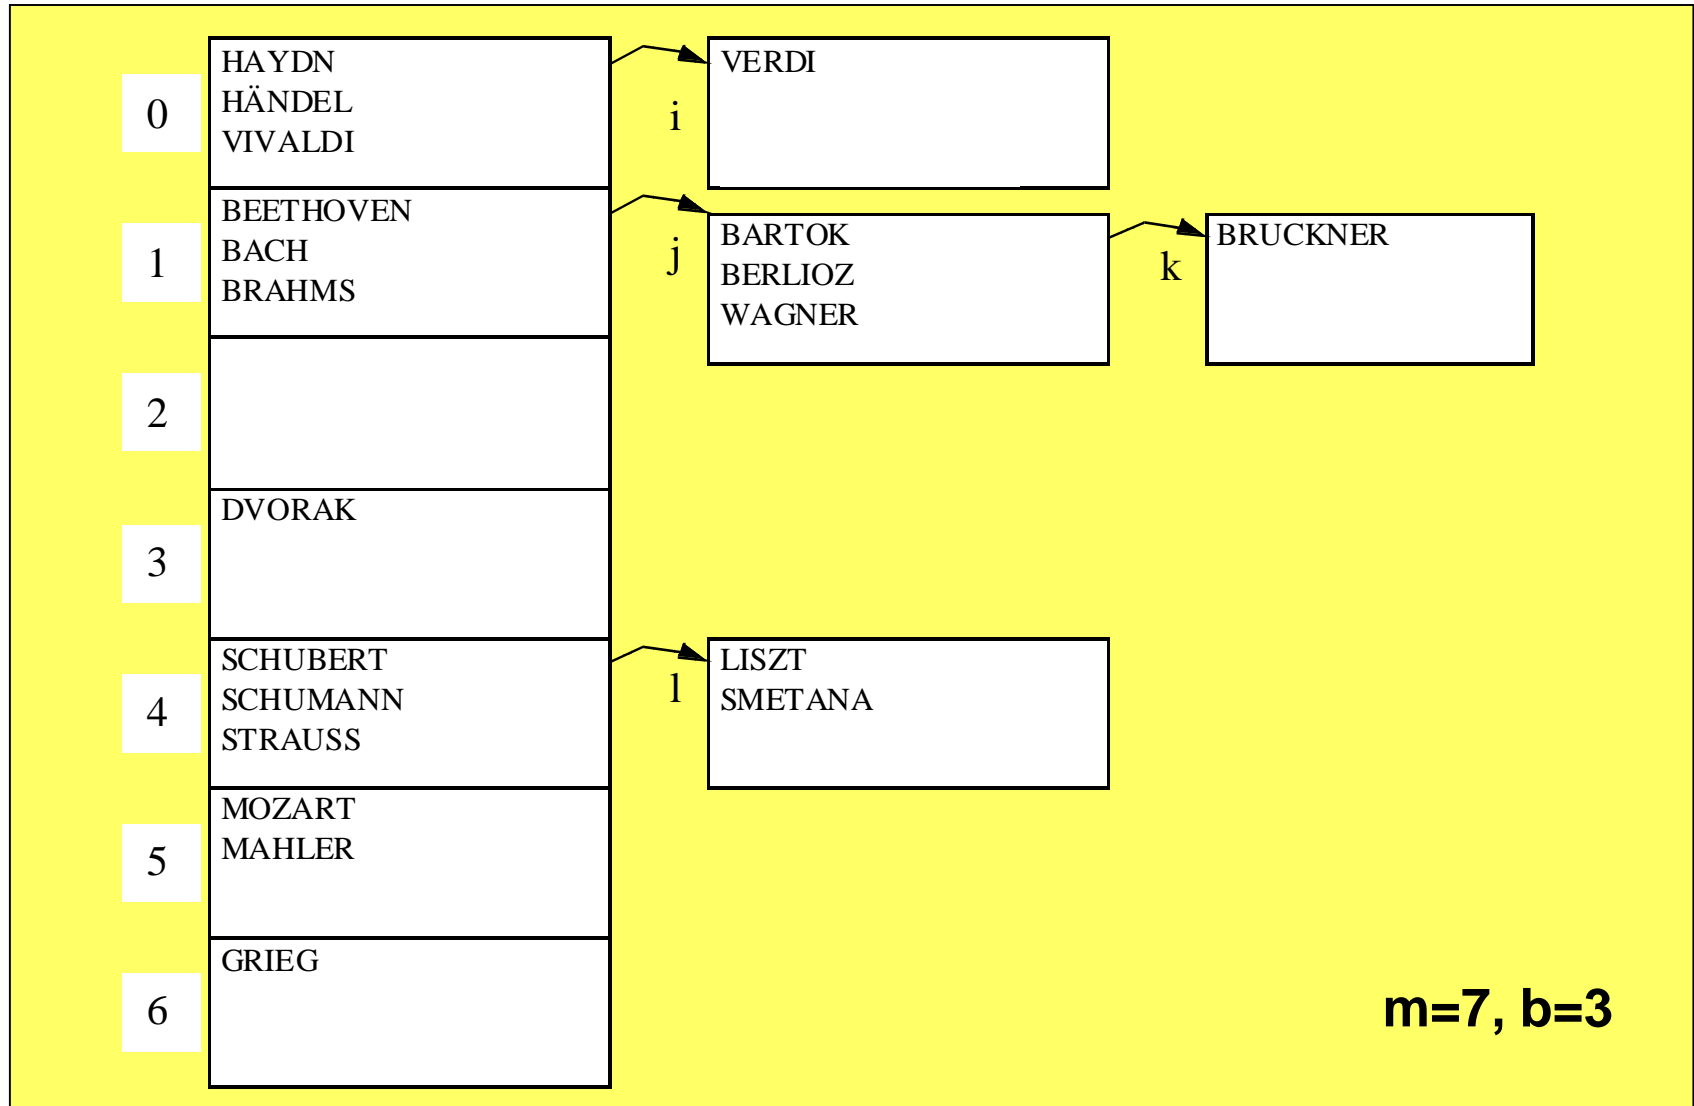 0
HAYDN
HÄNDEL
VIVALDI
i
VERDI
1
BEETHOVEN
BACH
BRAHMS
j
BARTOK
BERLIOZ
WAGNER
k
BRUCKNER
2
3
DVORAK
4
SCHUBERT
SCHUMANN
STRAUSS
l
LISZT
SMETANA
5
MOZART
MAHLER
6
GRIEG
m=7, b=3